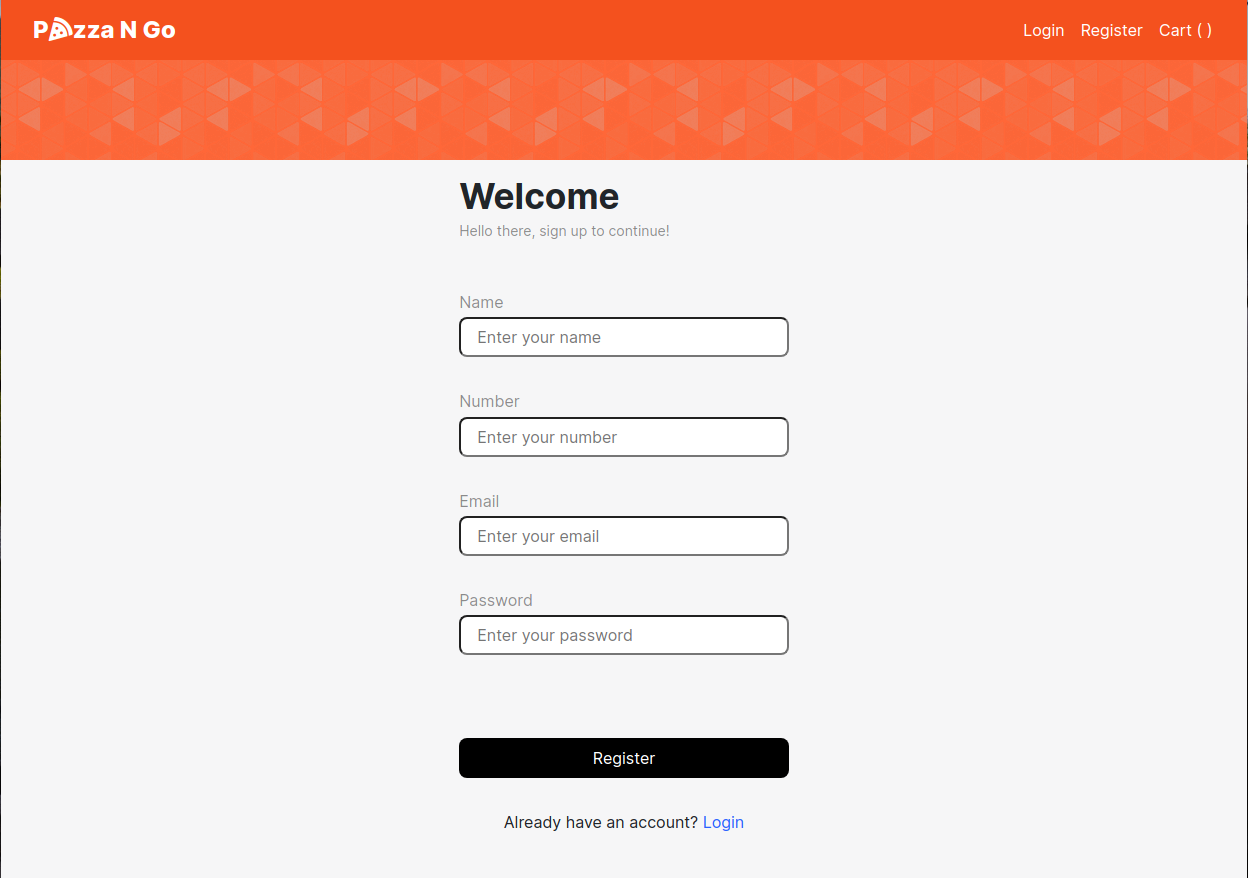 Pizza N Go
Login Register Cart ( )
Welcome
Hello there, sign up to continue!
Name
Enter your name
Number
Enter your number
Email
Enter your email
Password
Enter your password
Register
Already have an account? Login